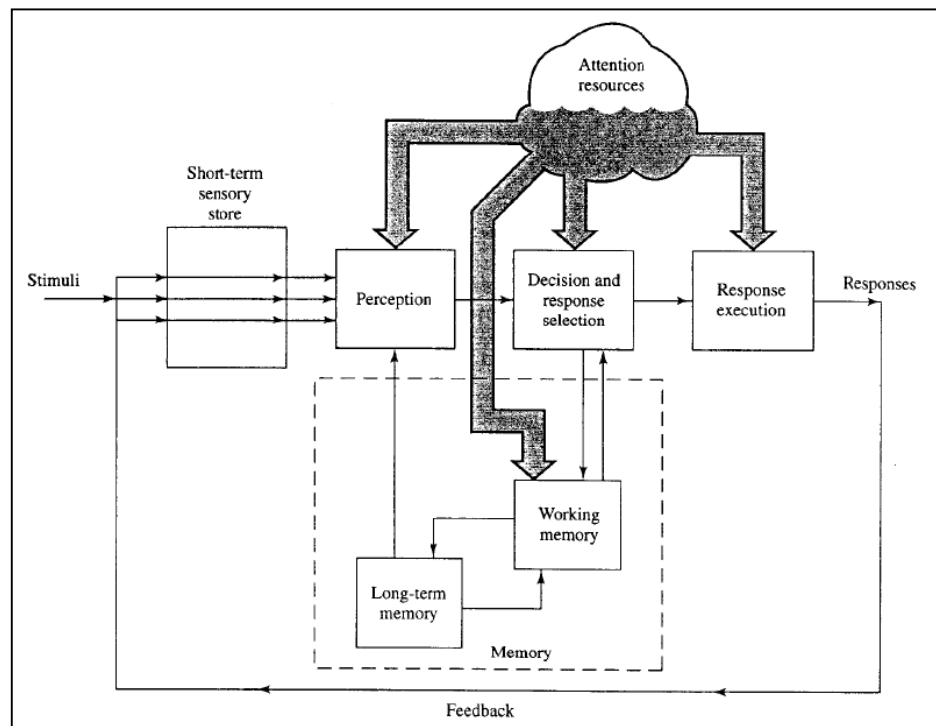 Attention
resources
Short-term
sensory
store
Stimuli
Perception
Decision and
response
selection
Response
execution
Responses
Working
memory
Long-term
memory
Memory
Feedback